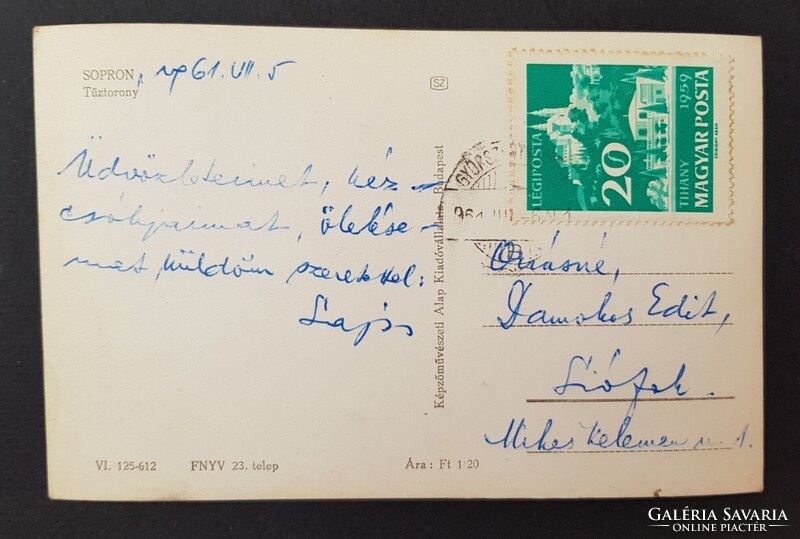 SOPRON, 1961. VII. 5
Tűztorony
SZ
Üdvözleteimet, kéz-
csókjaimat, ölelése-
met küldöm szeretettel:
Lajos
Képzőművészeti Alap Kiadóvállalata, Budapest
LÉGIPOSTA
20
TIHANY 1959
MAGYAR POSTA
GYŐR
961 VII
Damokos Edit,
Siófok.
Mikes Kelemen u. 1.
VI. 125-612 FNYV 23. telep Ára: Ft 1·20
GALÉRIA SAVARIA
ONLINE PIACTÉR